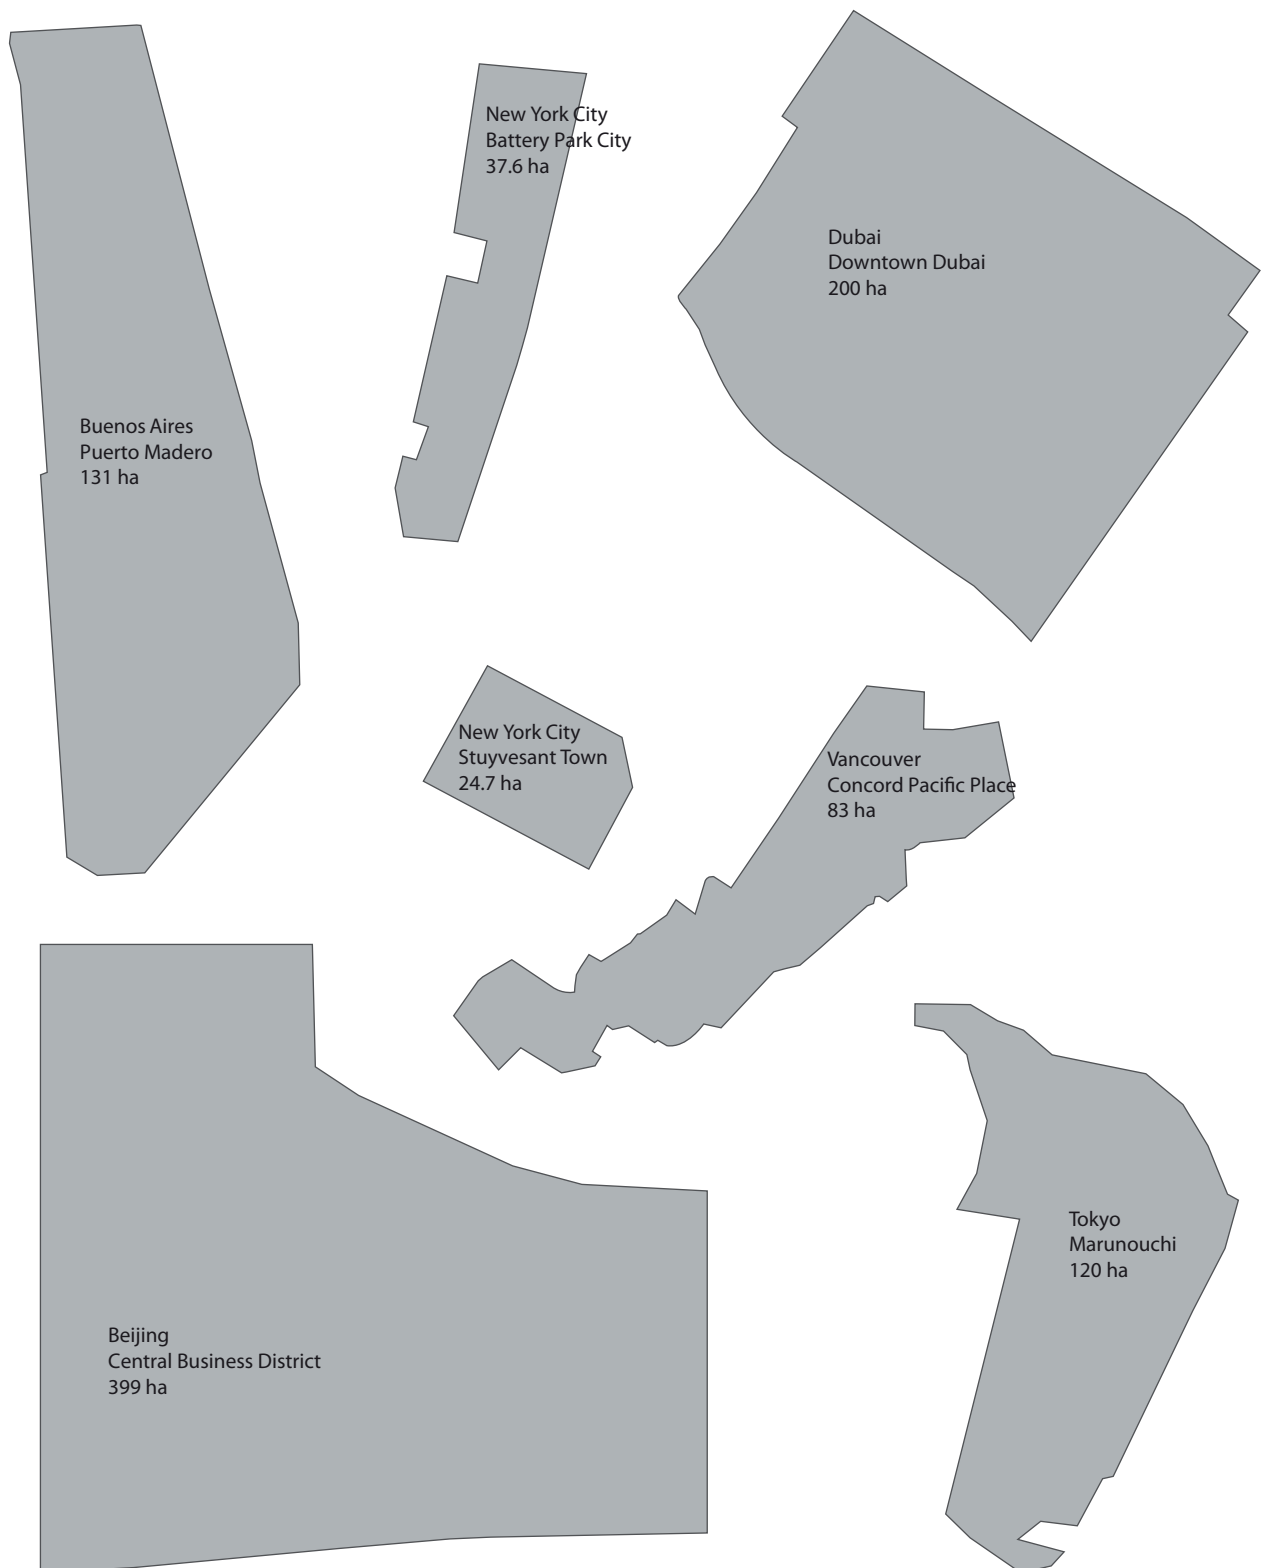 New York City
Battery Park City
37.6 ha
Dubai
Downtown Dubai
200 ha
Buenos Aires
Puerto Madero
131 ha
New York City
Stuyvesant Town
24.7 ha
Vancouver
Concord Pacific Place
83 ha
Tokyo
Marunouchi
120 ha
Beijing
Central Business District
399 ha